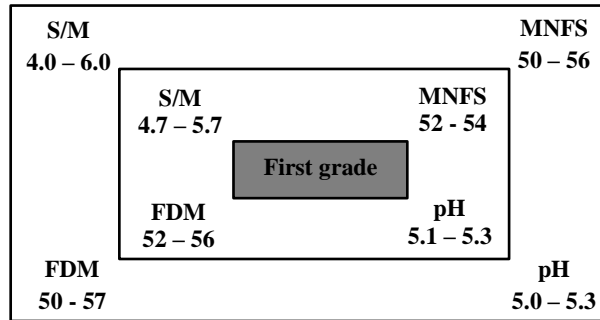 S/M
4.0 – 6.0
MNFS
50 – 56
S/M
4.7 – 5.7
MNFS
52 - 54
First grade
FDM
52 – 56
pH
5.1 – 5.3
FDM
50 - 57
pH
5.0 – 5.3